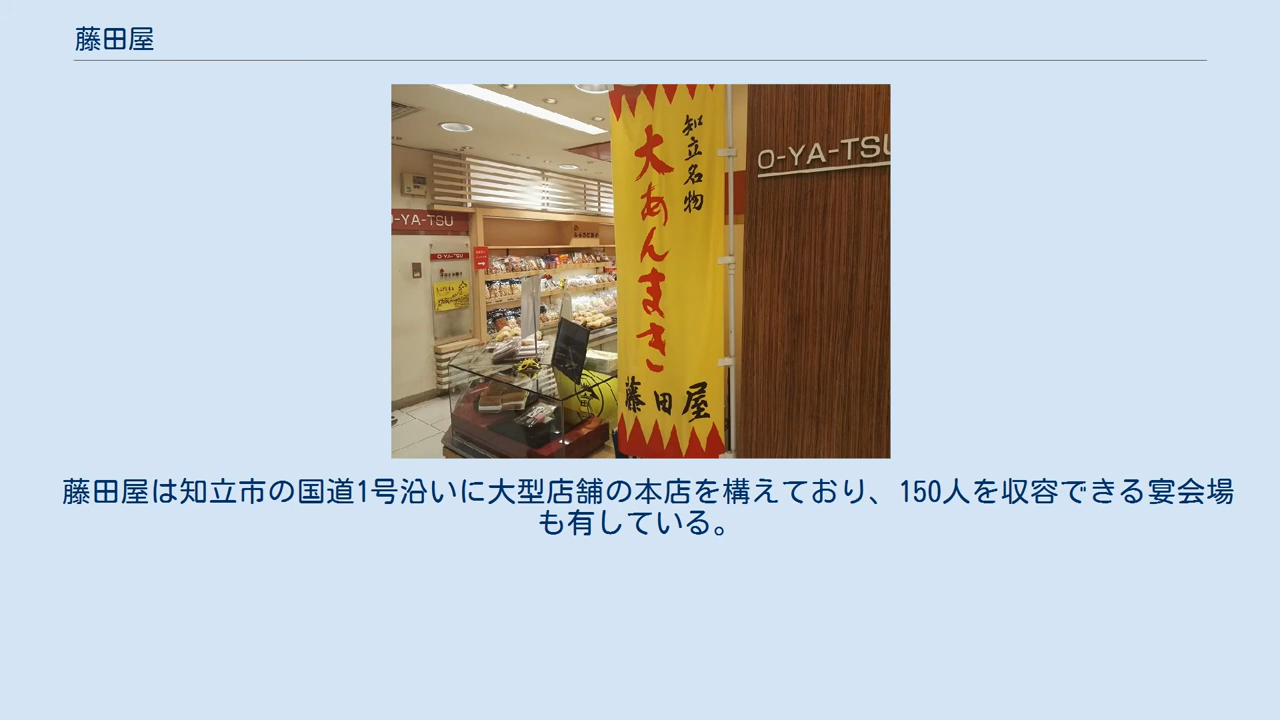 藤田屋
知立名物
大あんまき
藤田屋
O-YA-TSU
O-YA-TSU
O-YA-TSU
藤田屋は知立市の国道1号沿いに大型店舗の本店を構えており、150人を収容できる宴会場
も有している。